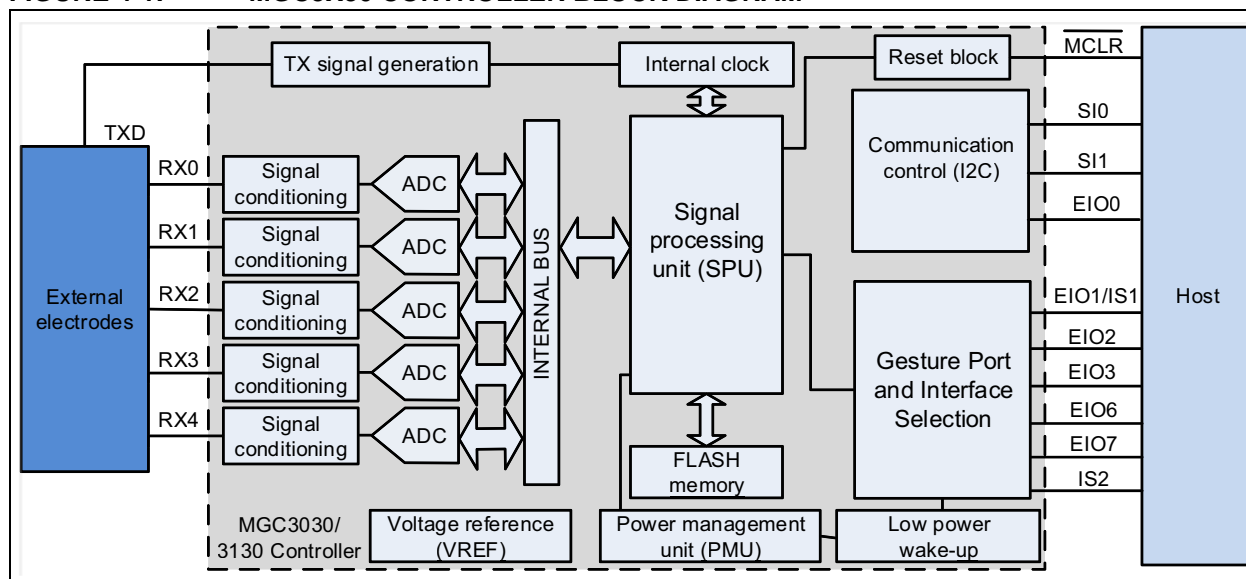 TX signal generation
Internal clock
Reset block
MCLR
TXD
RX0
RX1
RX2
RX3
RX4
External
electrodes
Signal
conditioning
ADC
Signal
conditioning
ADC
Signal
conditioning
ADC
Signal
conditioning
ADC
Signal
conditioning
ADC
INTERNAL BUS
Signal
processing
unit (SPU)
Communication
control (I2C)
SI0
SI1
EIO0
Gesture Port
and Interface
Selection
EIO1/IS1
EIO2
EIO3
EIO6
EIO7
IS2
Host
FLASH
memory
MGC3030/
3130 Controller
Voltage reference
(VREF)
Power management
unit (PMU)
Low power
wake-up